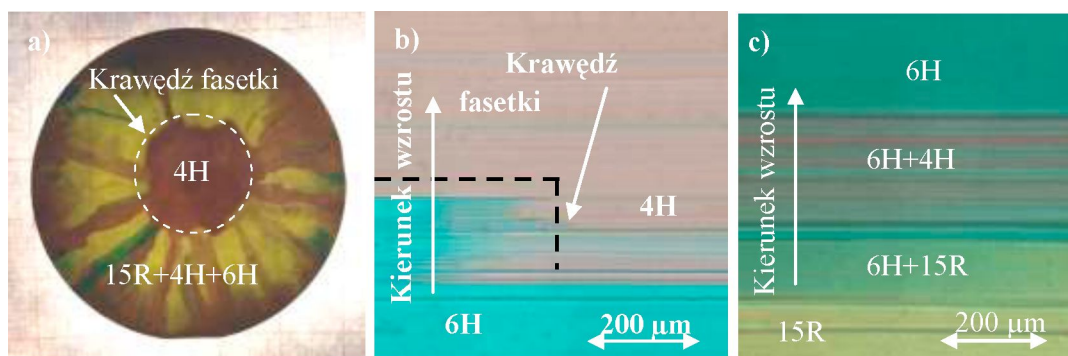 a)
Krawędź fasetki
4H
15R+4H+6H
b)
Krawędź
fasetki
Kierunek wzrostu
4H
6H
200 µm
c)
6H
Kierunek wzrostu
6H+4H
6H+15R
15R
200 µm